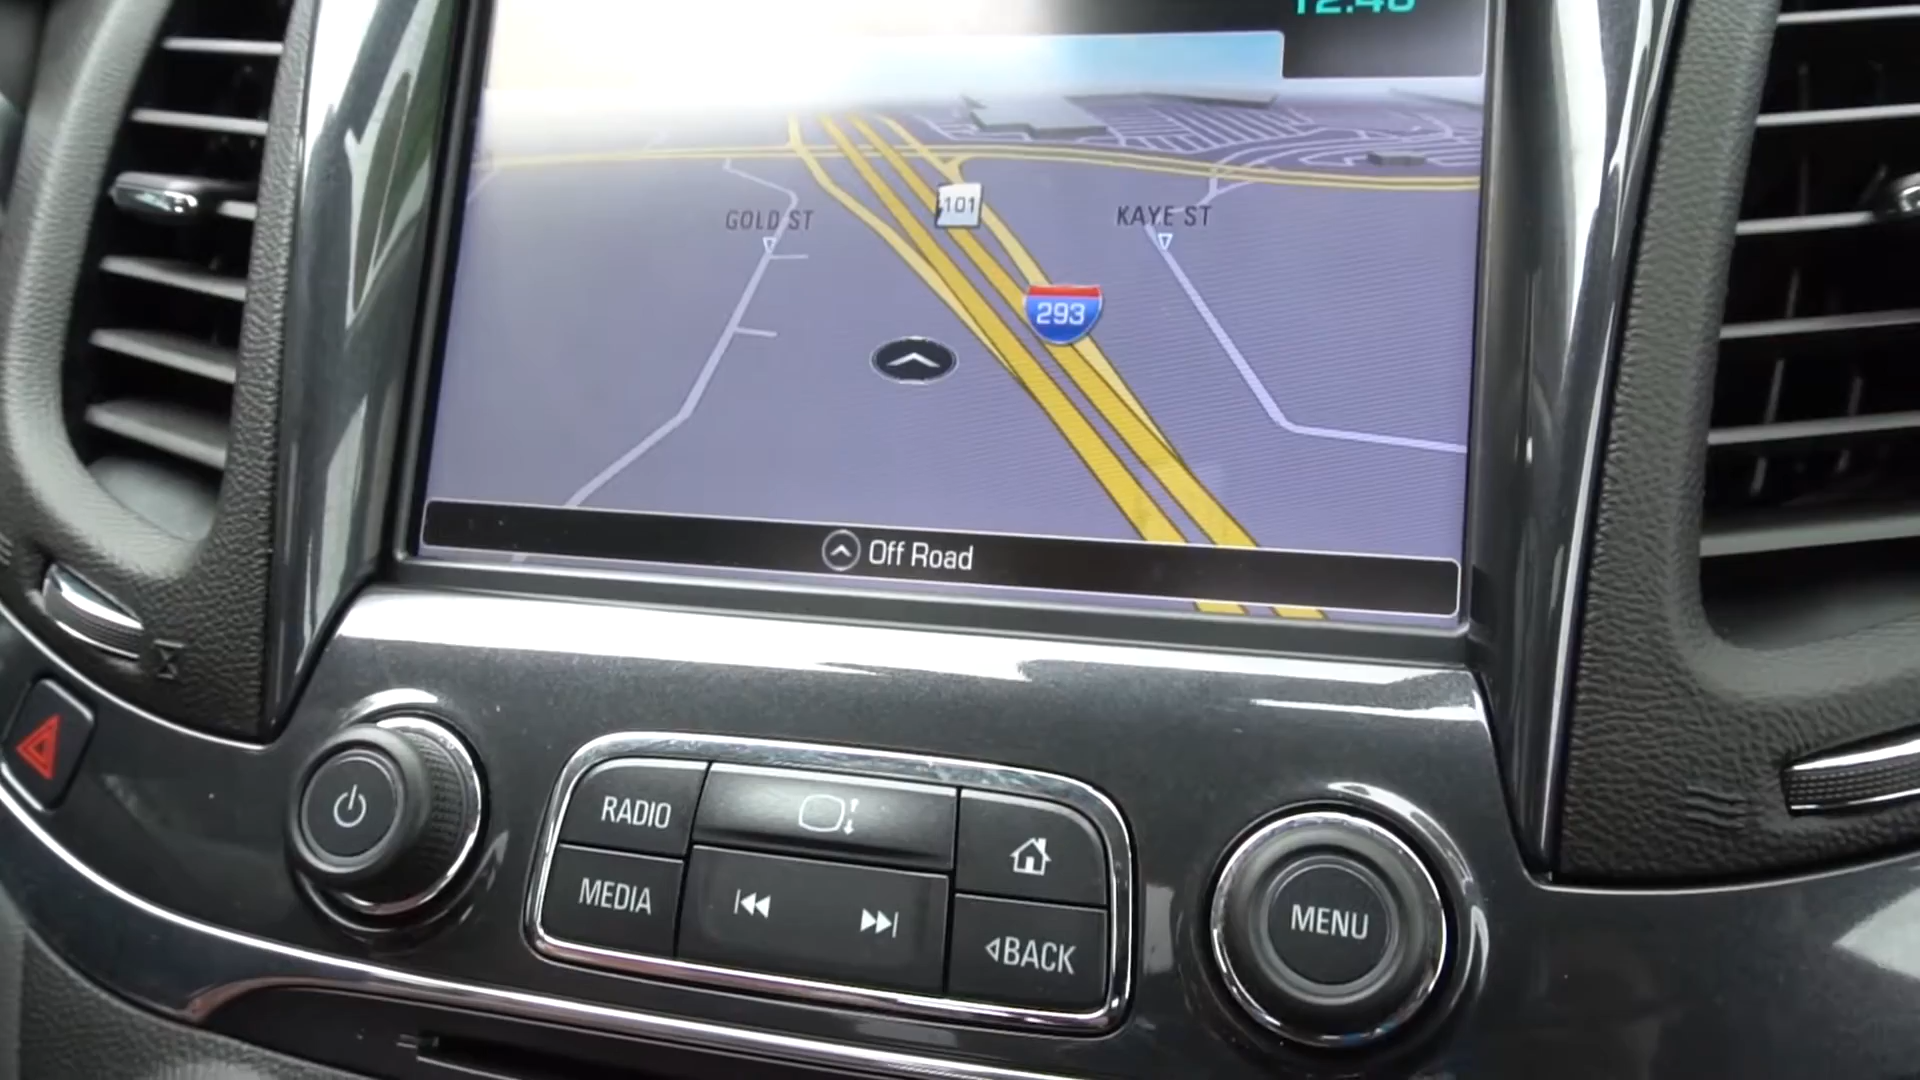 GOLD ST
101
KAYE ST
293
Off Road
RADIO
MEDIA
BACK
MENU